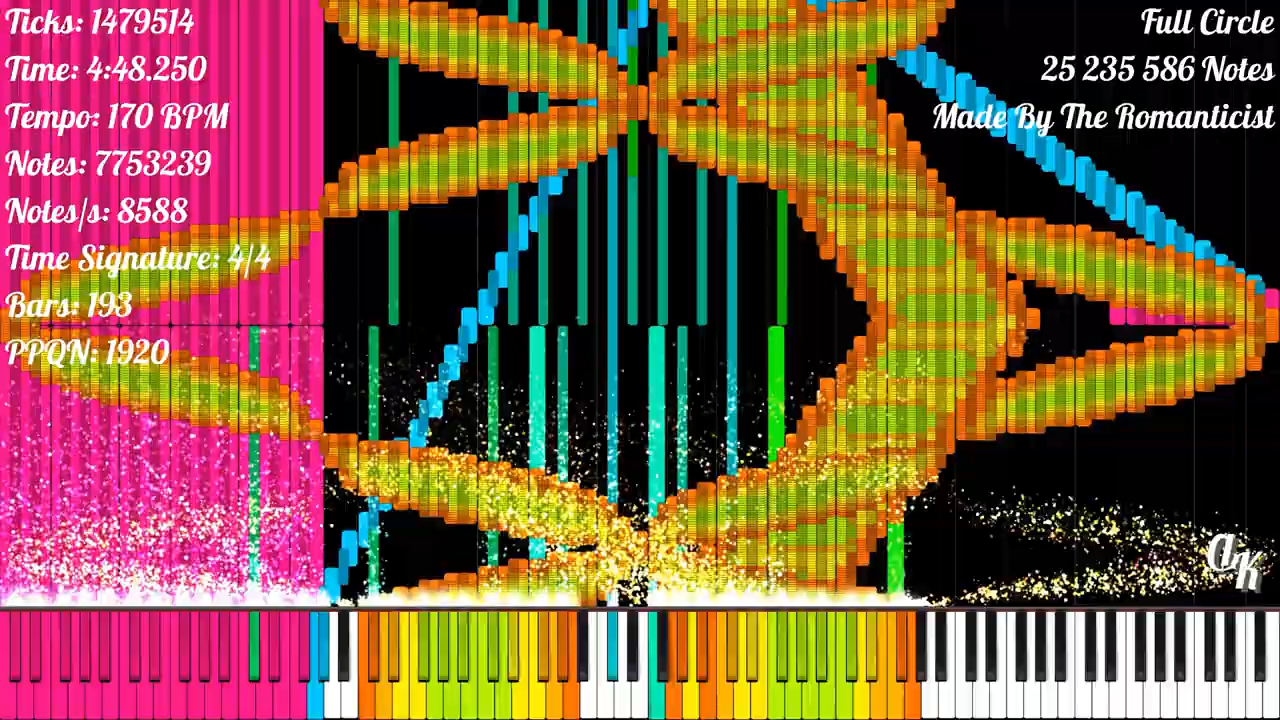 Ticks: 1479514
Time: 4:48.250
Tempo: 170 BPM
Notes: 7753239
Notes/s: 8588
Time Signature: 4/4
Bars: 193
PPQN: 1920
Full Circle
25 235 586 Notes
Made By The Romanticist
AK